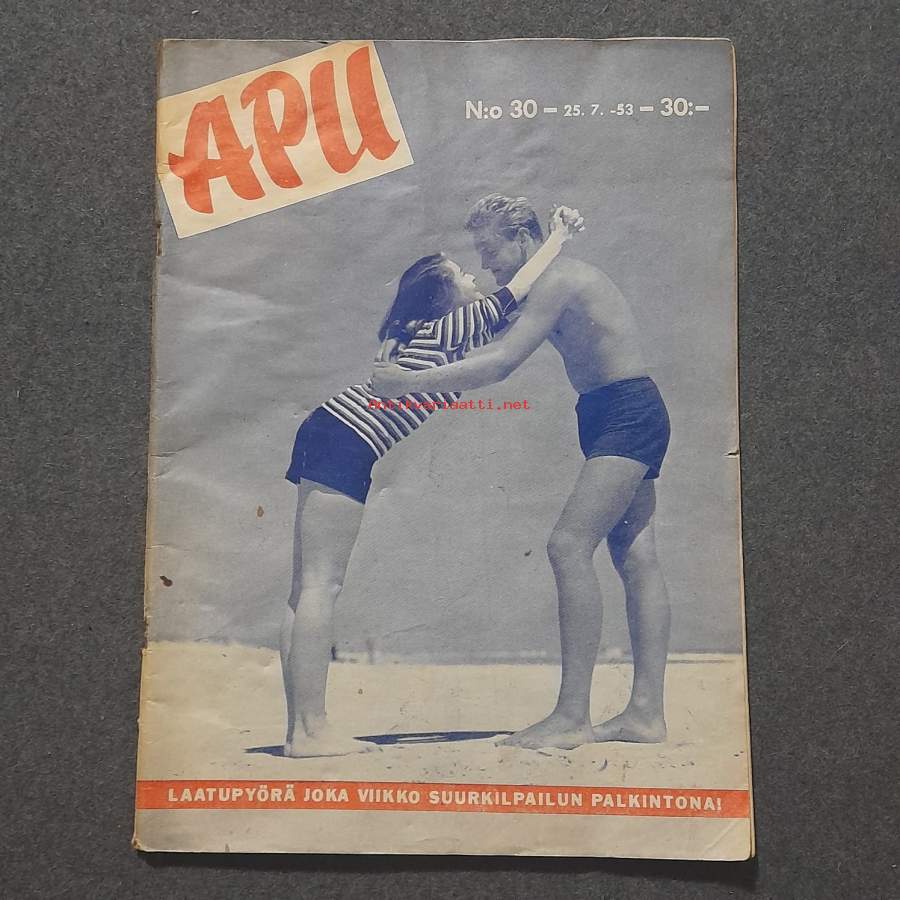 APU
N:o 30 – 25. 7. -53 – 30:–
Antikvariaatti.net
LAATUPYÖRÄ JOKA VIIKKO SUURKILPAILUN PALKINTONA!